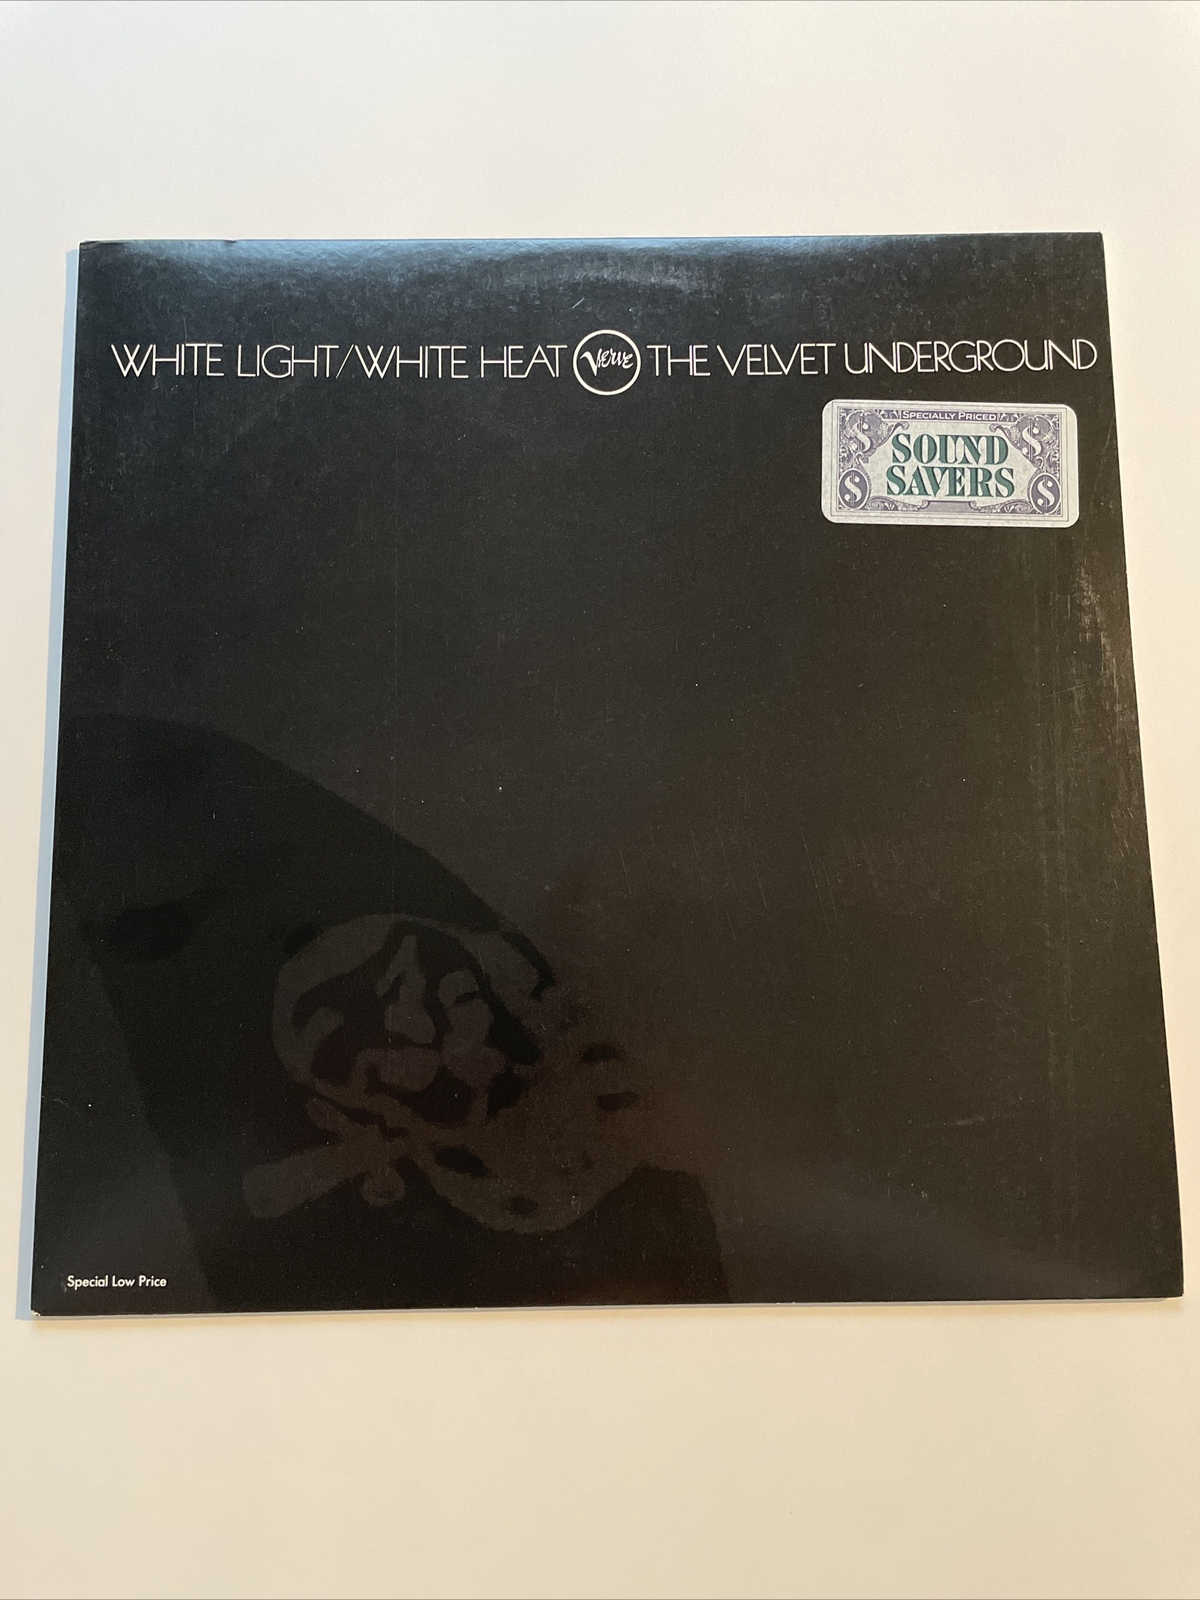 WHITE LIGHT/WHITE HEAT Verve THE VELVET UNDERGROUND
SPECIALLY PRICED
$ $
SOUND
SAVERS
$ $
Special Low Price